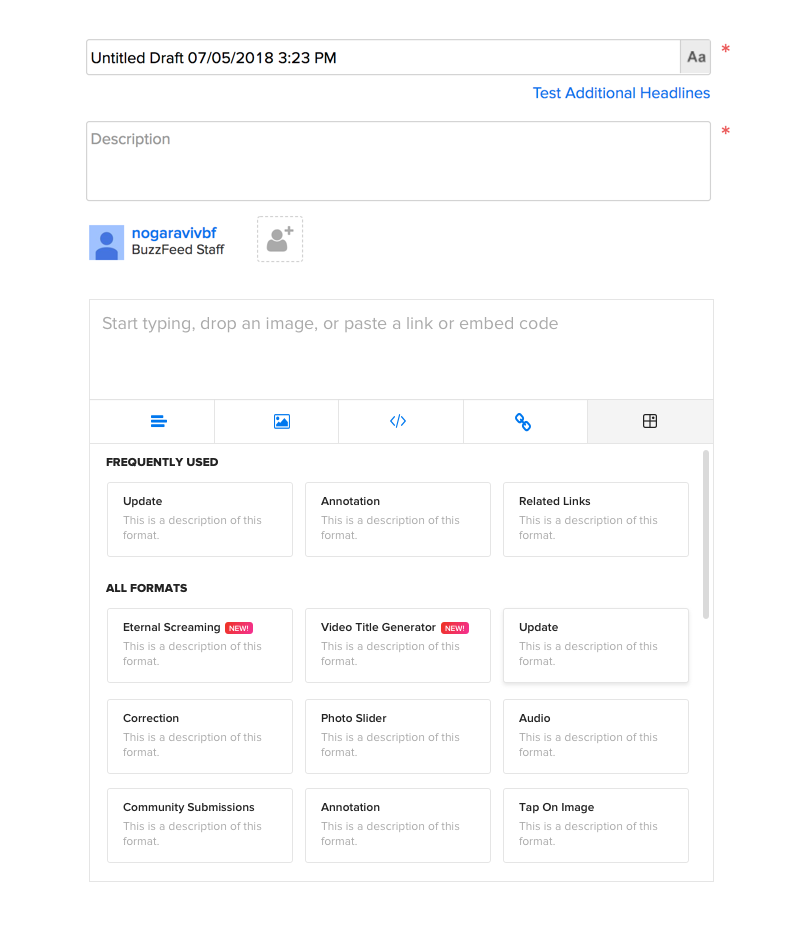 Untitled Draft 07/05/2018 3:23 PM
Aa
*
Test Additional Headlines
Description
*
nogaravivbf
BuzzFeed Staff
Start typing, drop an image, or paste a link or embed code
</>
FREQUENTLY USED
Update
This is a description of this
format.
Annotation
This is a description of this
format.
Related Links
This is a description of this
format.
ALL FORMATS
Eternal Screaming NEW!
This is a description of this
format.
Video Title Generator NEW!
This is a description of this
format.
Update
This is a description of this
format.
Correction
This is a description of this
format.
Photo Slider
This is a description of this
format.
Audio
This is a description of this
format.
Community Submissions
This is a description of this
format.
Annotation
This is a description of this
format.
Tap On Image
This is a description of this
format.